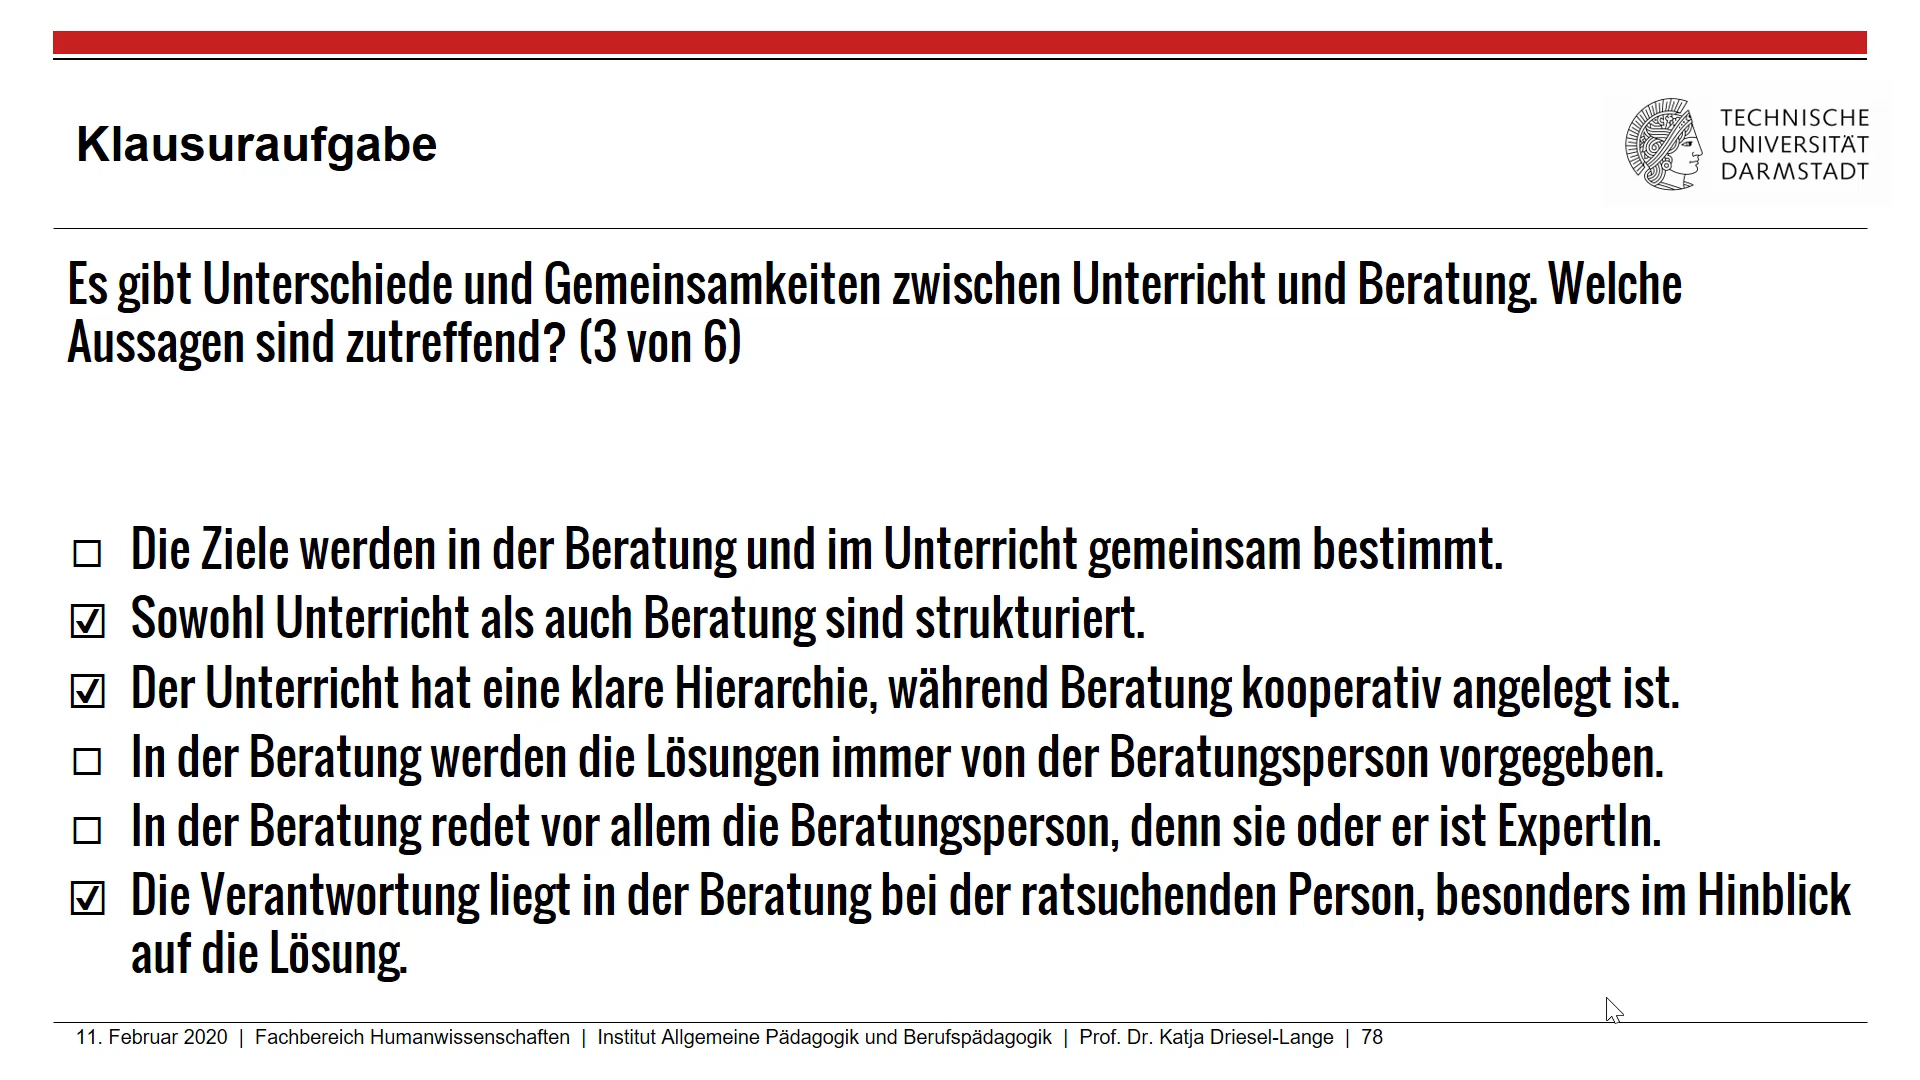 Klausuraufgabe
TECHNISCHE
UNIVERSITÄT
DARMSTADT
Es gibt Unterschiede und Gemeinsamkeiten zwischen Unterricht und Beratung. Welche
Aussagen sind zutreffend? (3 von 6)
☐ Die Ziele werden in der Beratung und im Unterricht gemeinsam bestimmt.
☑ Sowohl Unterricht als auch Beratung sind strukturiert.
☑ Der Unterricht hat eine klare Hierarchie, während Beratung kooperativ angelegt ist.
☐ In der Beratung werden die Lösungen immer von der Beratungsperson vorgegeben.
☐ In der Beratung redet vor allem die Beratungsperson, denn sie oder er ist ExpertIn.
☑ Die Verantwortung liegt in der Beratung bei der ratsuchenden Person, besonders im Hinblick
auf die Lösung.
11. Februar 2020 | Fachbereich Humanwissenschaften | Institut Allgemeine Pädagogik und Berufspädagogik | Prof. Dr. Katja Driesel-Lange | 78